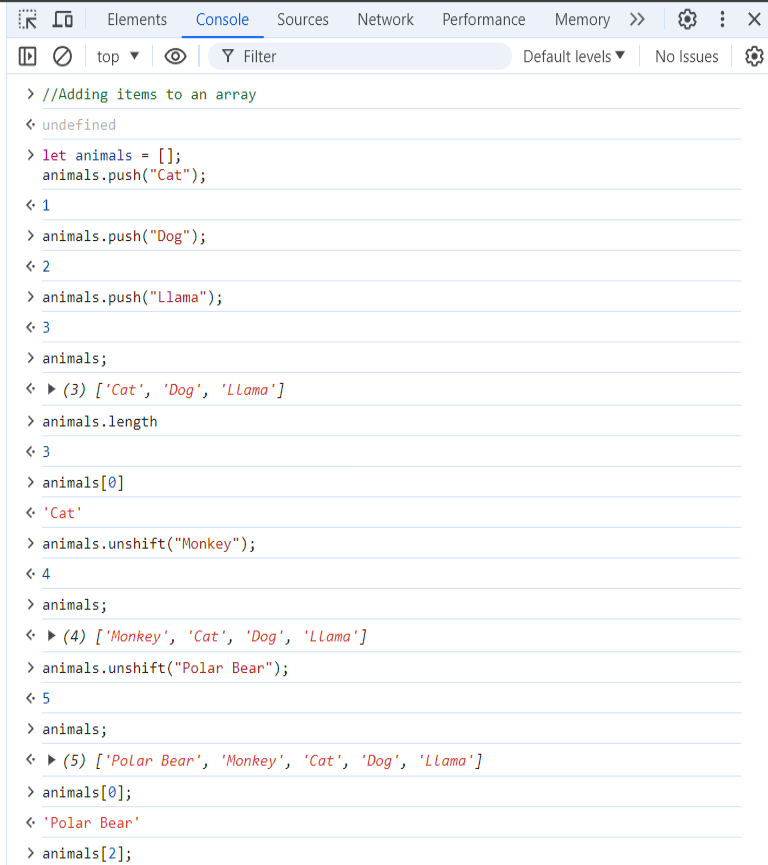 Elements Console Sources Network Performance Memory
top Filter Default levels No Issues
//Adding items to an array
undefined
let animals = [];
animals.push("Cat");
1
animals.push("Dog");
2
animals.push("Llama");
3
animals;
(3) ['Cat', 'Dog', 'Llama']
animals.length
3
animals[0]
'Cat'
animals.unshift("Monkey");
4
animals;
(4) ['Monkey', 'Cat', 'Dog', 'Llama']
animals.unshift("Polar Bear");
5
animals;
(5) ['Polar Bear', 'Monkey', 'Cat', 'Dog', 'Llama']
animals[0];
'Polar Bear'
animals[2];